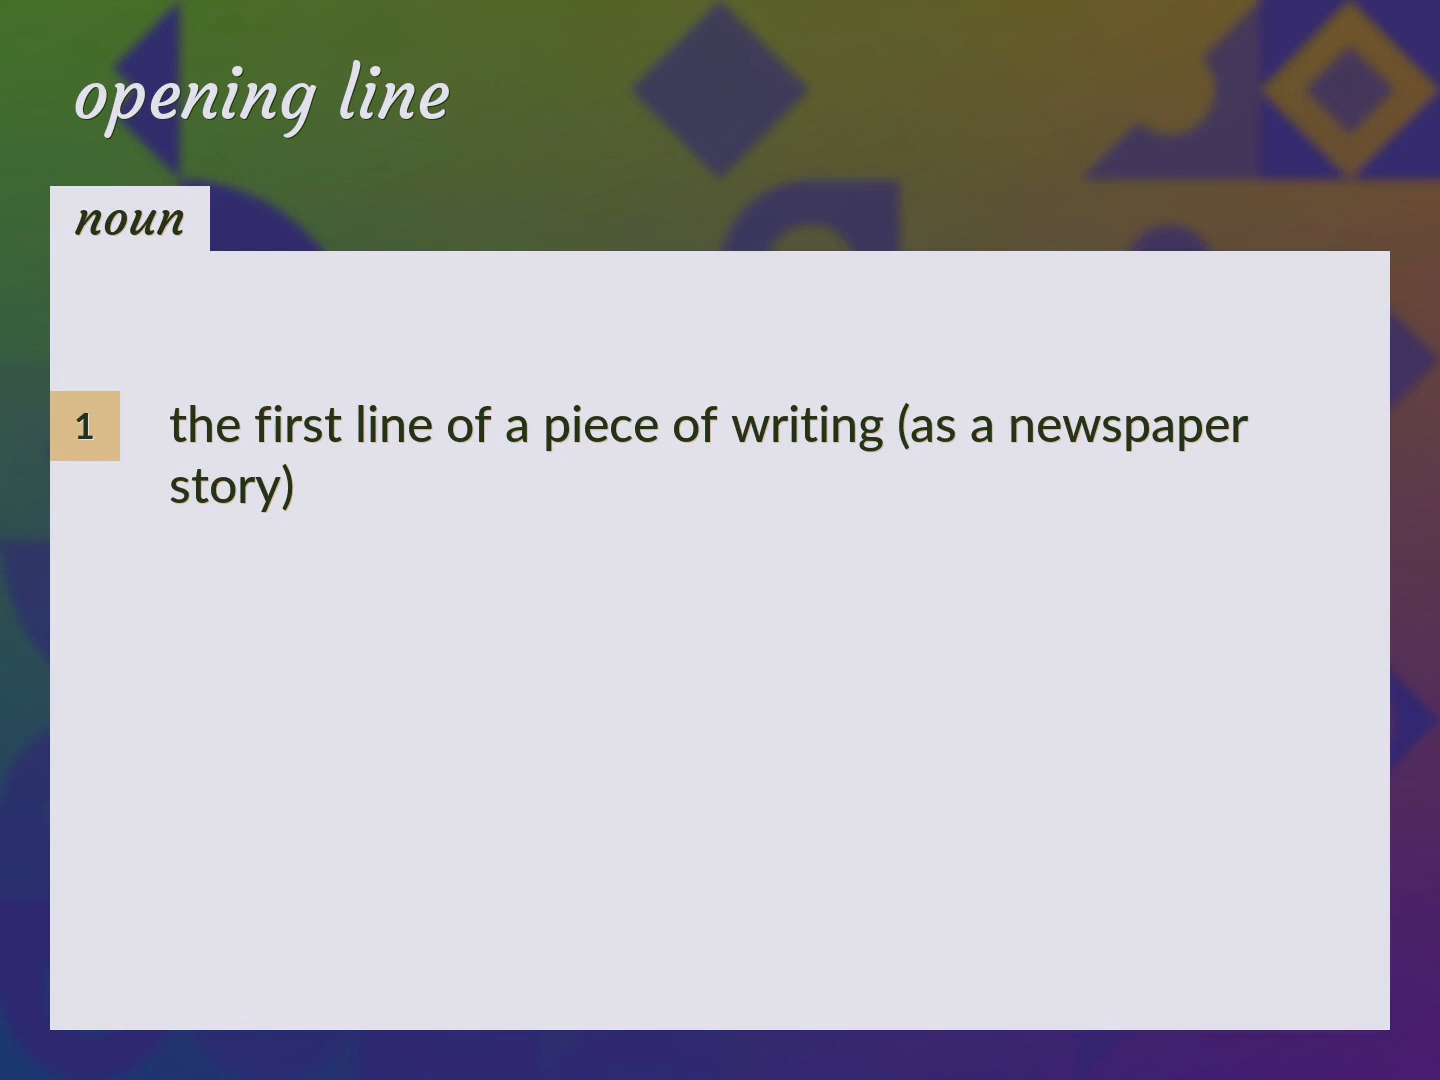 opening line
noun
1
the first line of a piece of writing (as a newspaper
story)